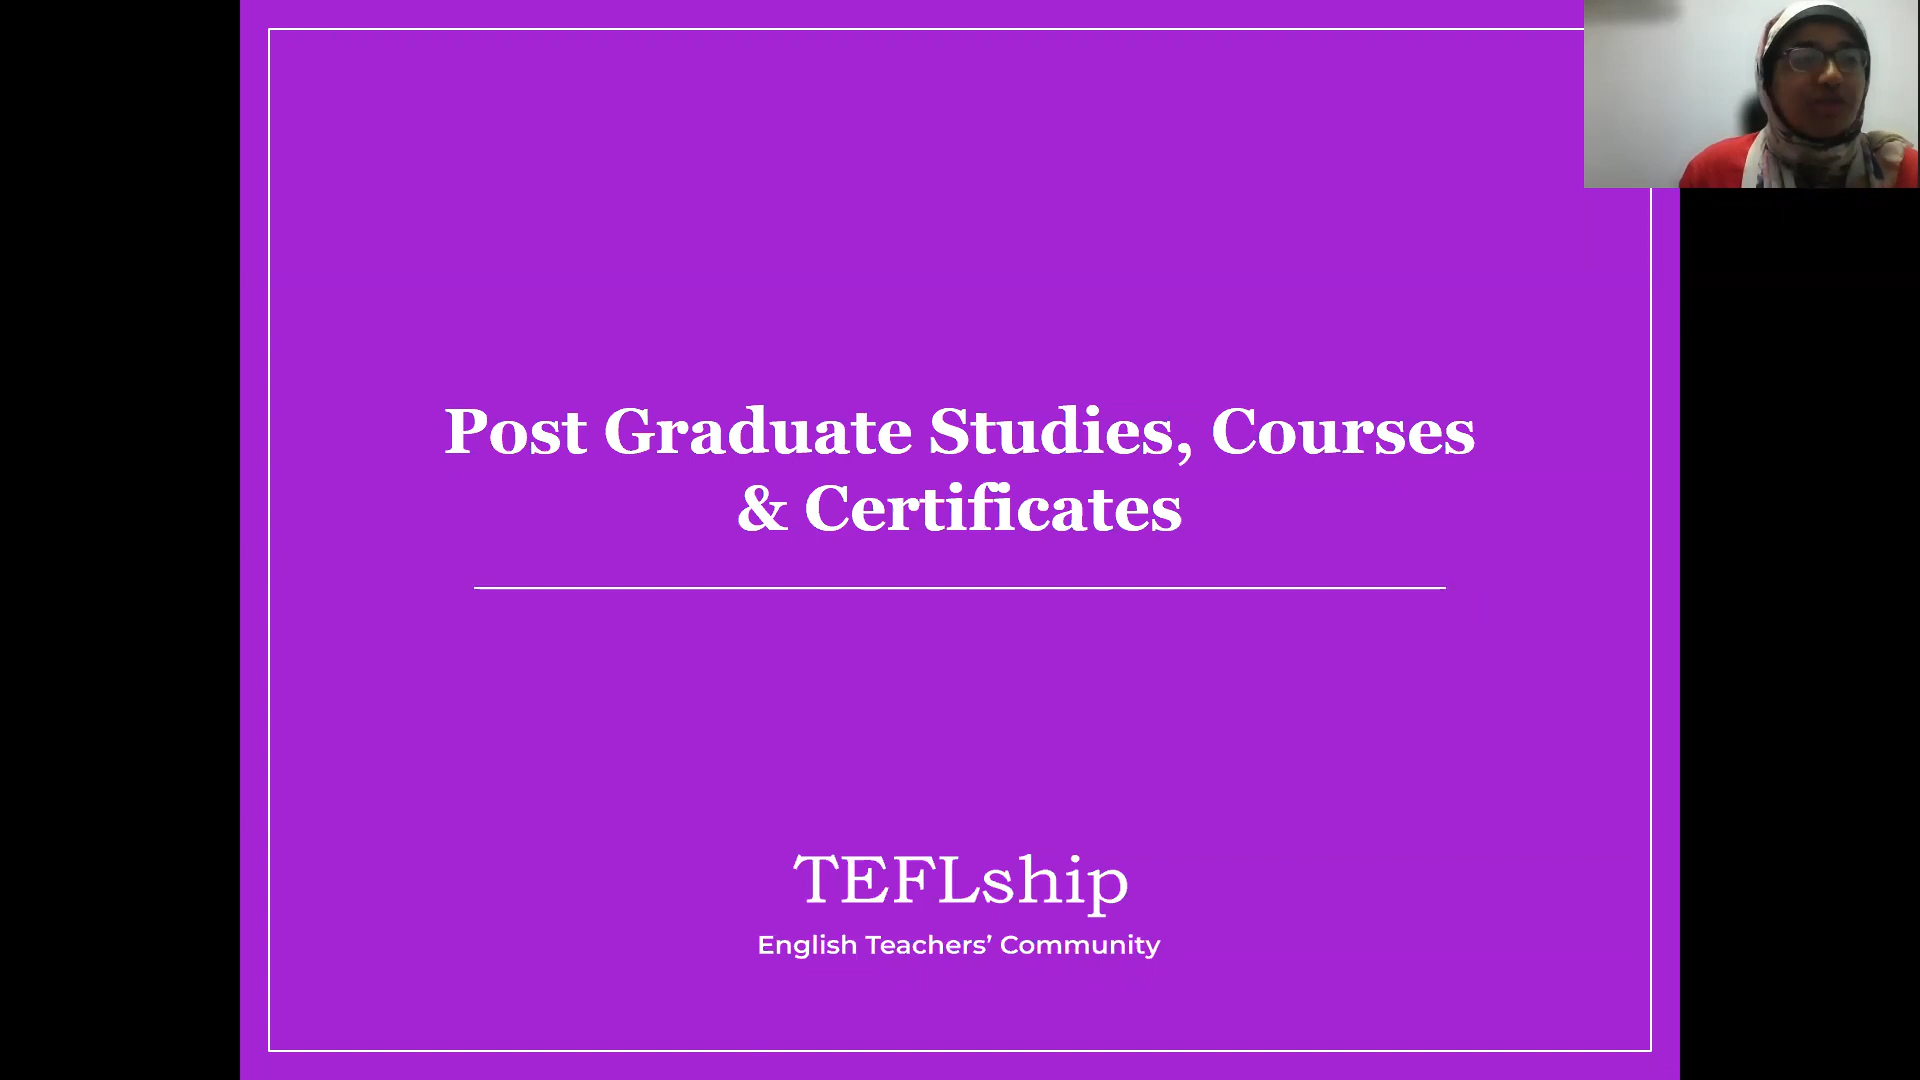 Post Graduate Studies, Courses
& Certificates
TEFLship
English Teachers’ Community